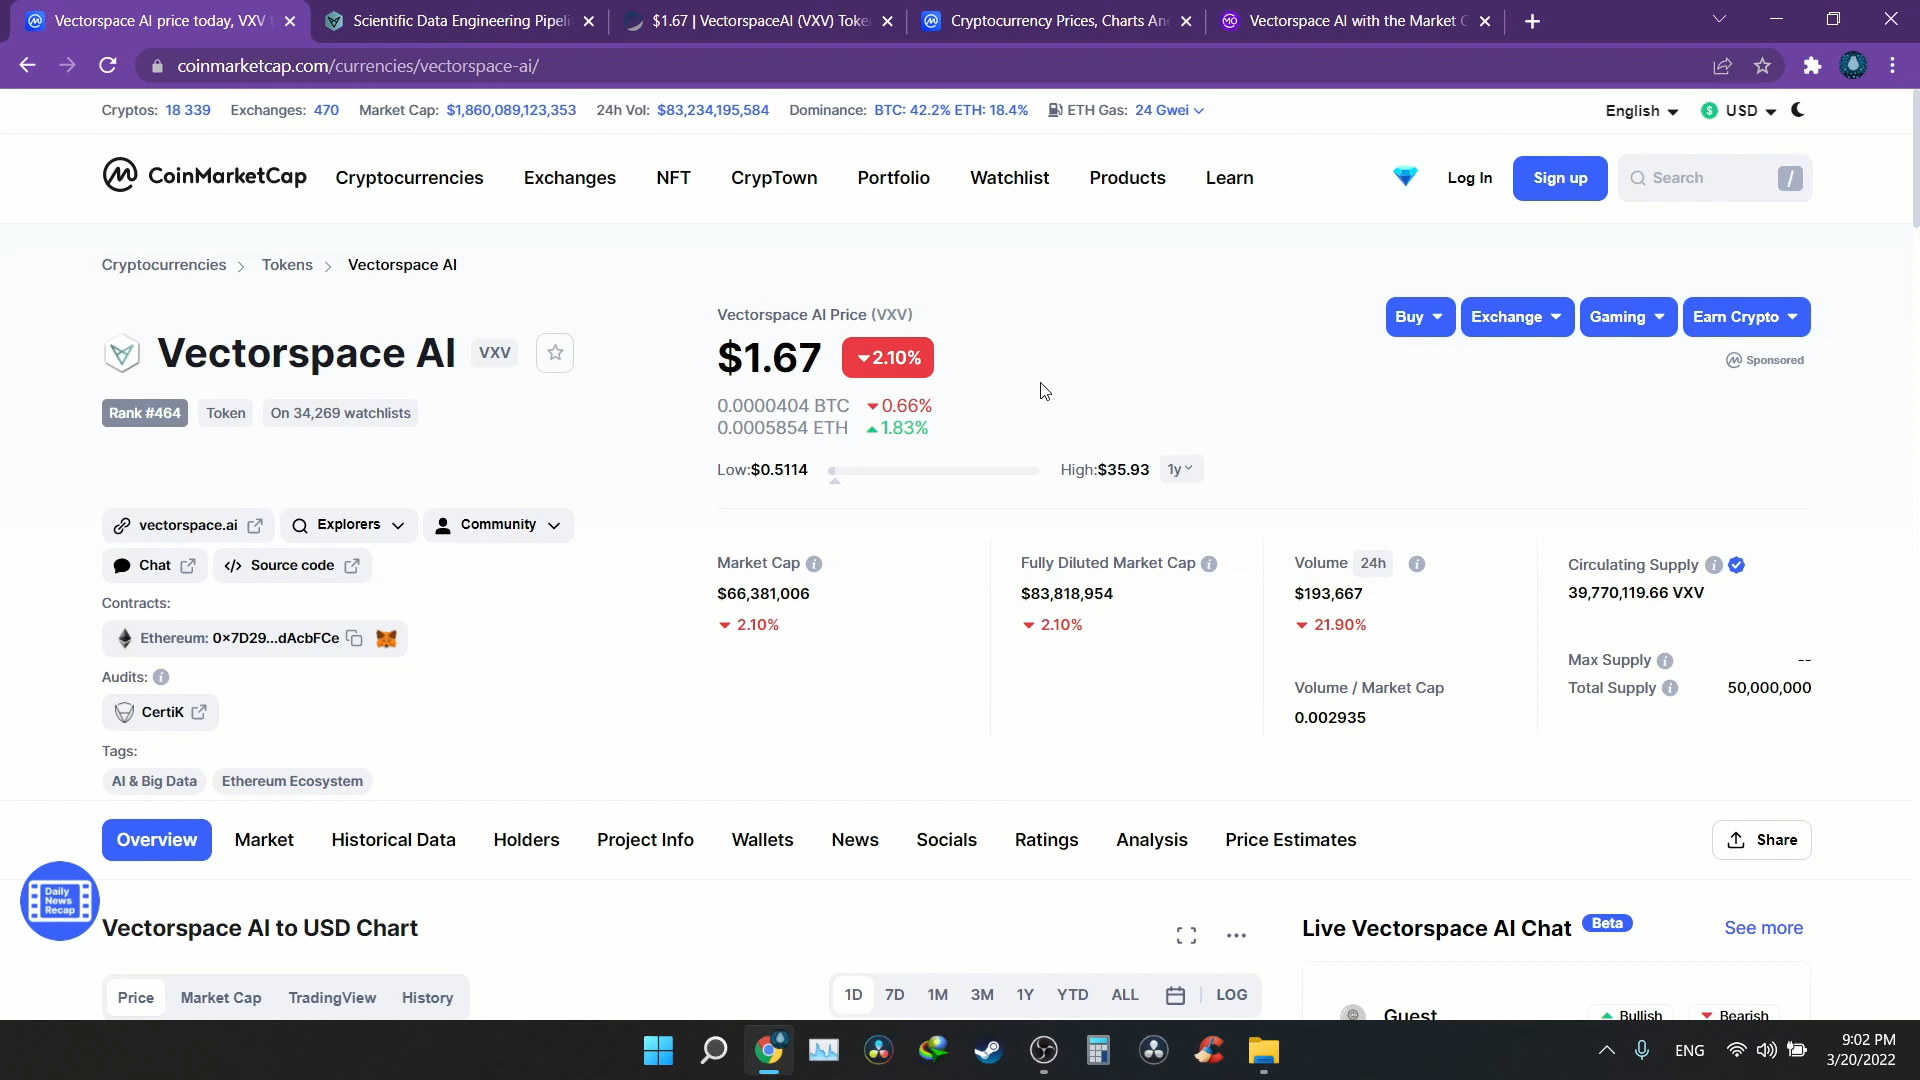 Vectorspace AI price today, VXV
Scientific Data Engineering Pipeli
$1.67 | VectorspaceAI (VXV) Toke
Cryptocurrency Prices, Charts An
Vectorspace AI with the Market C
coinmarketcap.com/currencies/vectorspace-ai/
Cryptos: 18 339 Exchanges: 470 Market Cap: $1,860,089,123,353 24h Vol: $83,234,195,584 Dominance: BTC: 42.2% ETH: 18.4% ETH Gas: 24 Gwei
English USD
CoinMarketCap Cryptocurrencies Exchanges NFT CrypTown Portfolio Watchlist Products Learn Log In Sign up Search /
Cryptocurrencies > Tokens > Vectorspace AI
Vectorspace AI VXV
Rank #464 Token On 34,269 watchlists
Vectorspace AI Price (VXV)
$1.67 2.10%
0.0000404 BTC 0.66%
0.0005854 ETH 1.83%
Low:$0.5114 High:$35.93 1y
Buy Exchange Gaming Earn Crypto
Sponsored
vectorspace.ai Explorers Community
Chat Source code
Contracts:
Ethereum: 0x7D29...dAcbFCe
Audits:
CertiK
Tags:
AI & Big Data Ethereum Ecosystem
Market Cap
$66,381,006
2.10%
Fully Diluted Market Cap
$83,818,954
2.10%
Volume 24h
$193,667
21.90%
Volume / Market Cap
0.002935
Circulating Supply
39,770,119.66 VXV
Max Supply --
Total Supply 50,000,000
Overview Market Historical Data Holders Project Info Wallets News Socials Ratings Analysis Price Estimates Share
Daily
News
Recap
Vectorspace AI to USD Chart
Price Market Cap TradingView History
1D 7D 1M 3M 1Y YTD ALL LOG
Live Vectorspace AI Chat Beta See more
Guest Bullish Bearish
ENG
9:02 PM
3/20/2022